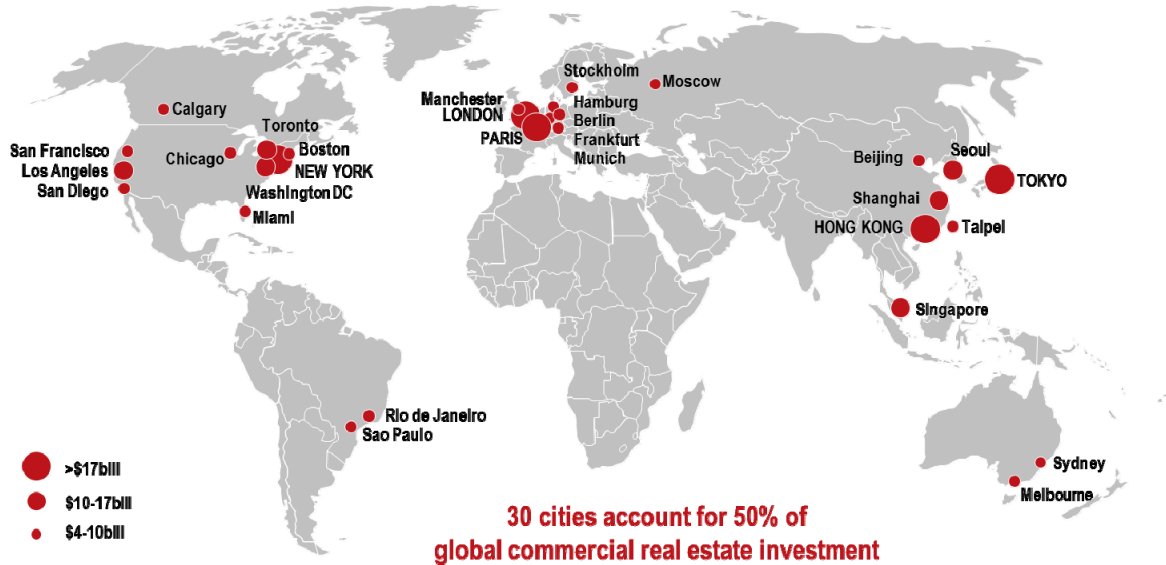 Stockholm
Moscow
Calgary
Manchester
LONDON
Hamburg
Berlin
PARIS
Frankfurt
Munich
Toronto
San Francisco
Boston
Chicago
Los Angeles
NEW YORK
San Diego
Washington DC
Miami
Beijing
Seoul
TOKYO
Shanghai
HONG KONG
Taipei
Singapore
Rio de Janeiro
Sao Paulo
Sydney
Melbourne
>$17bill
$10-17bill
$4-10bill
30 cities account for 50% of
global commercial real estate investment